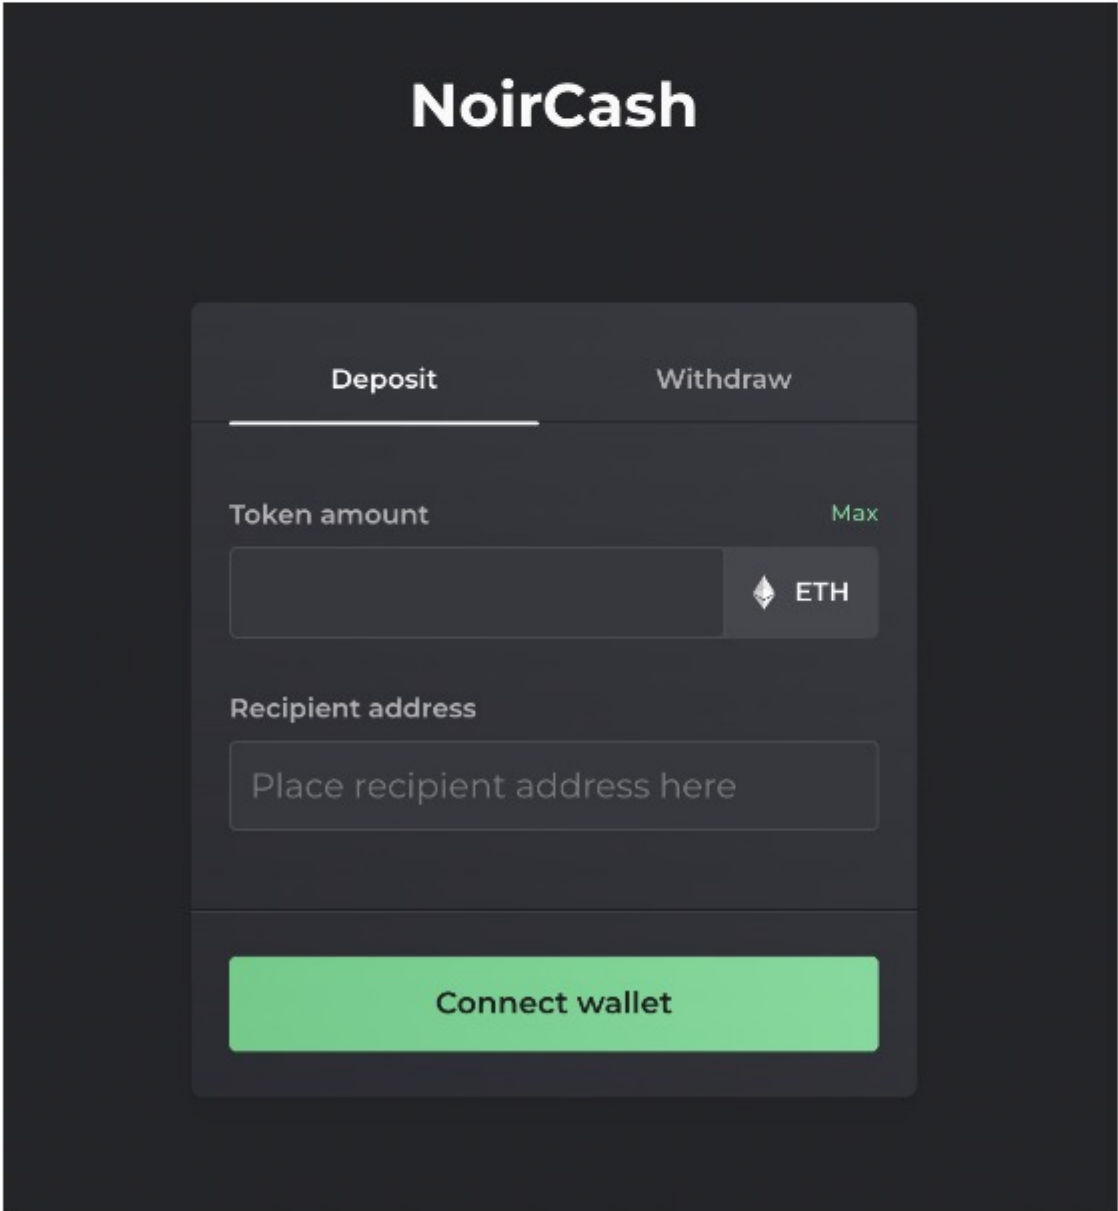 NoirCash
Deposit Withdraw
Token amount Max
ETH
Recipient address
Place recipient address here
Connect wallet